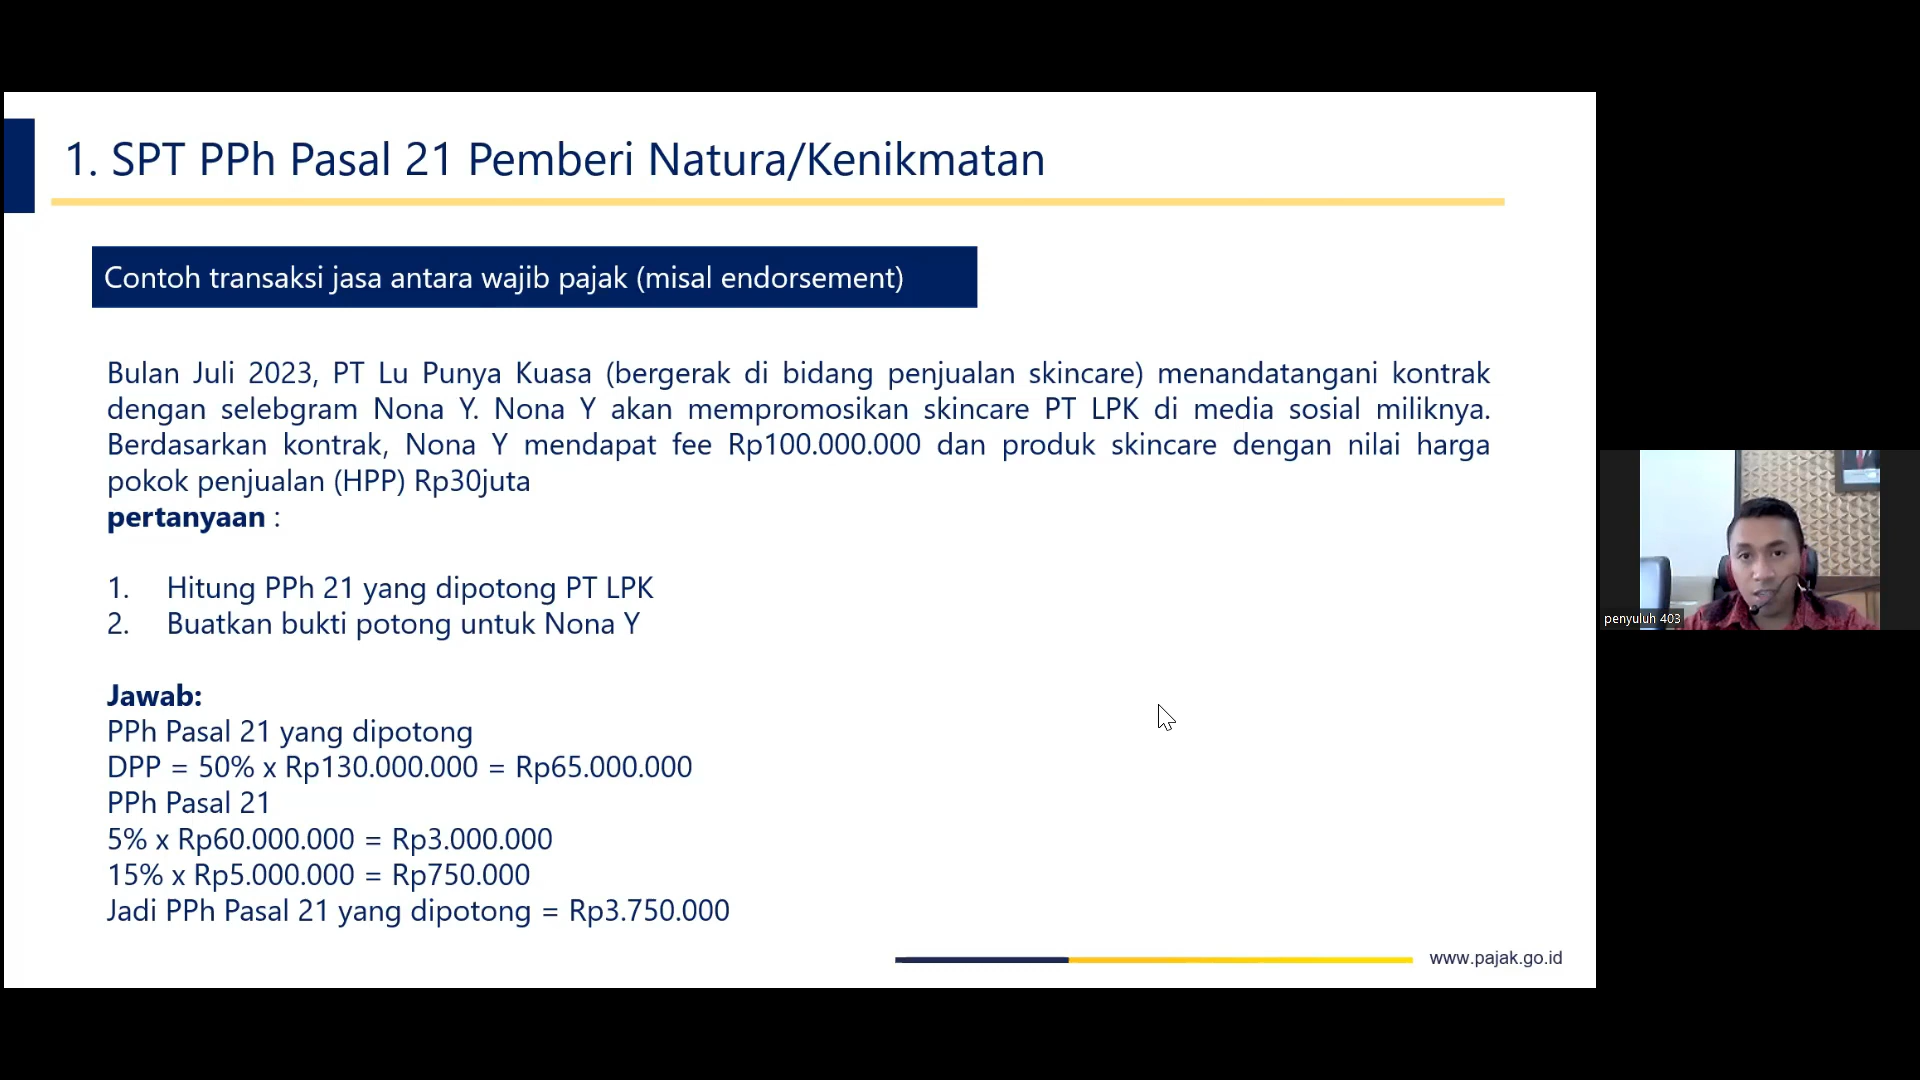 1. SPT PPh Pasal 21 Pemberi Natura/Kenikmatan
Contoh transaksi jasa antara wajib pajak (misal endorsement)
Bulan Juli 2023, PT Lu Punya Kuasa (bergerak di bidang penjualan skincare) menandatangani kontrak
dengan selebgram Nona Y. Nona Y akan mempromosikan skincare PT LPK di media sosial miliknya.
Berdasarkan kontrak, Nona Y mendapat fee Rp100.000.000 dan produk skincare dengan nilai harga
pokok penjualan (HPP) Rp30juta
pertanyaan :
1. Hitung PPh 21 yang dipotong PT LPK
2. Buatkan bukti potong untuk Nona Y
Jawab:
PPh Pasal 21 yang dipotong
DPP = 50% x Rp130.000.000 = Rp65.000.000
PPh Pasal 21
5% x Rp60.000.000 = Rp3.000.000
15% x Rp5.000.000 = Rp750.000
Jadi PPh Pasal 21 yang dipotong = Rp3.750.000
www.pajak.go.id
penyuluh 403